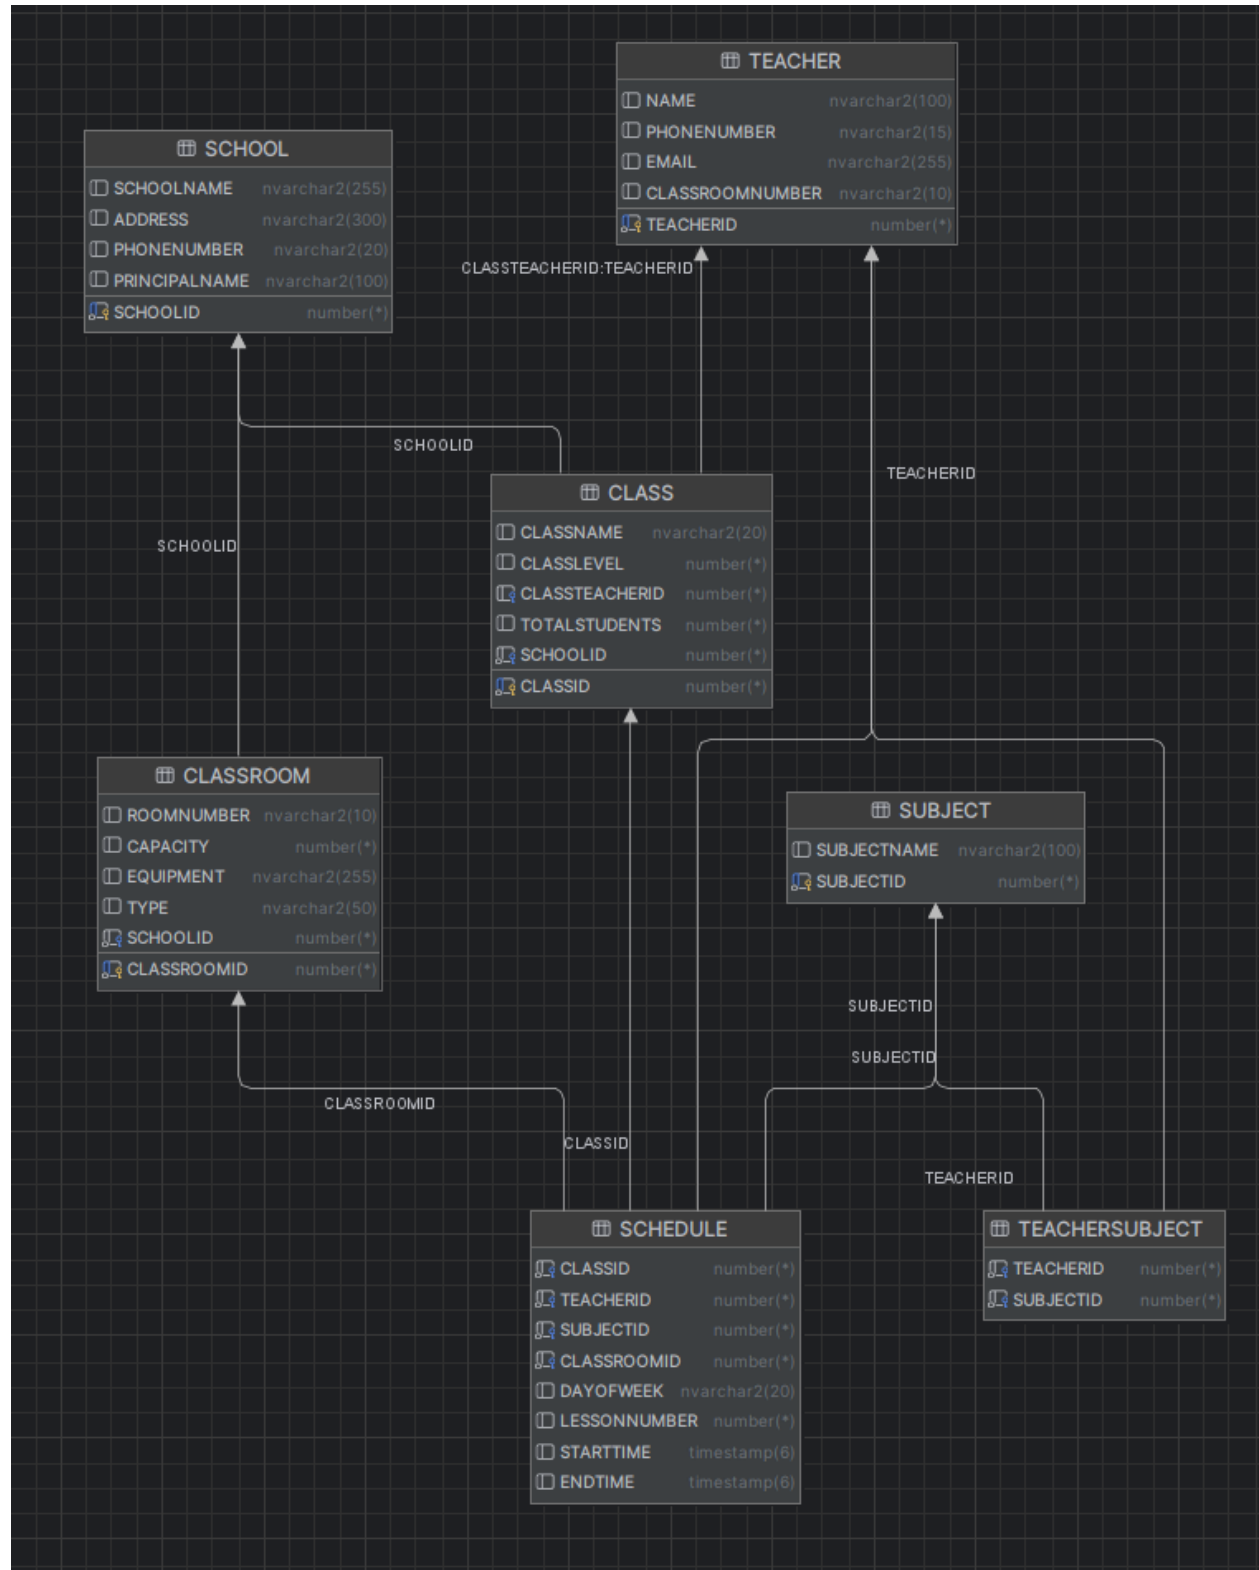 TEACHER
NAME nvarchar2(100)
PHONENUMBER nvarchar2(15)
EMAIL nvarchar2(255)
CLASSROOMNUMBER nvarchar2(10)
TEACHERID number(*)
SCHOOL
SCHOOLNAME nvarchar2(255)
ADDRESS nvarchar2(300)
PHONENUMBER nvarchar2(20)
PRINCIPALNAME nvarchar2(100)
SCHOOLID number(*)
CLASSTEACHERID:TEACHERID
SCHOOLID
TEACHERID
SCHOOLID
CLASS
CLASSNAME nvarchar2(20)
CLASSLEVEL number(*)
CLASSTEACHERID number(*)
TOTALSTUDENTS number(*)
SCHOOLID number(*)
CLASSID number(*)
CLASSROOM
ROOMNUMBER nvarchar2(10)
CAPACITY number(*)
EQUIPMENT nvarchar2(255)
TYPE nvarchar2(50)
SCHOOLID number(*)
CLASSROOMID number(*)
SUBJECT
SUBJECTNAME nvarchar2(100)
SUBJECTID number(*)
SUBJECTID
SUBJECTID
CLASSROOMID
CLASSID
TEACHERID
SCHEDULE
CLASSID number(*)
TEACHERID number(*)
SUBJECTID number(*)
CLASSROOMID number(*)
DAYOFWEEK nvarchar2(20)
LESSONNUMBER number(*)
STARTTIME timestamp(6)
ENDTIME timestamp(6)
TEACHERSUBJECT
TEACHERID number(*)
SUBJECTID number(*)